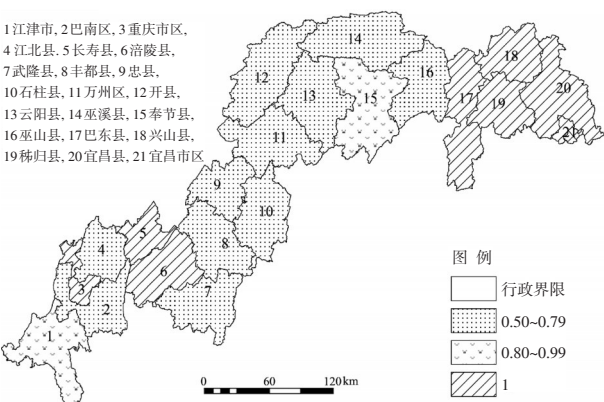 1江津市, 2巴南区, 3重庆市区,
4江北县. 5长寿县, 6涪陵县,
7武隆县, 8丰都县, 9忠县,
10石柱县, 11万州区, 12开县,
13云阳县, 14巫溪县, 15奉节县,
16巫山县, 17巴东县, 18兴山县,
19秭归县, 20宜昌县, 21宜昌市区
14
18
12
13
15
16
17
19
20
21
11
9
10
5
4
8
6
3
2
7
1
图 例
行政界限
0.50~0.79
0.80~0.99
1
0 60 120km